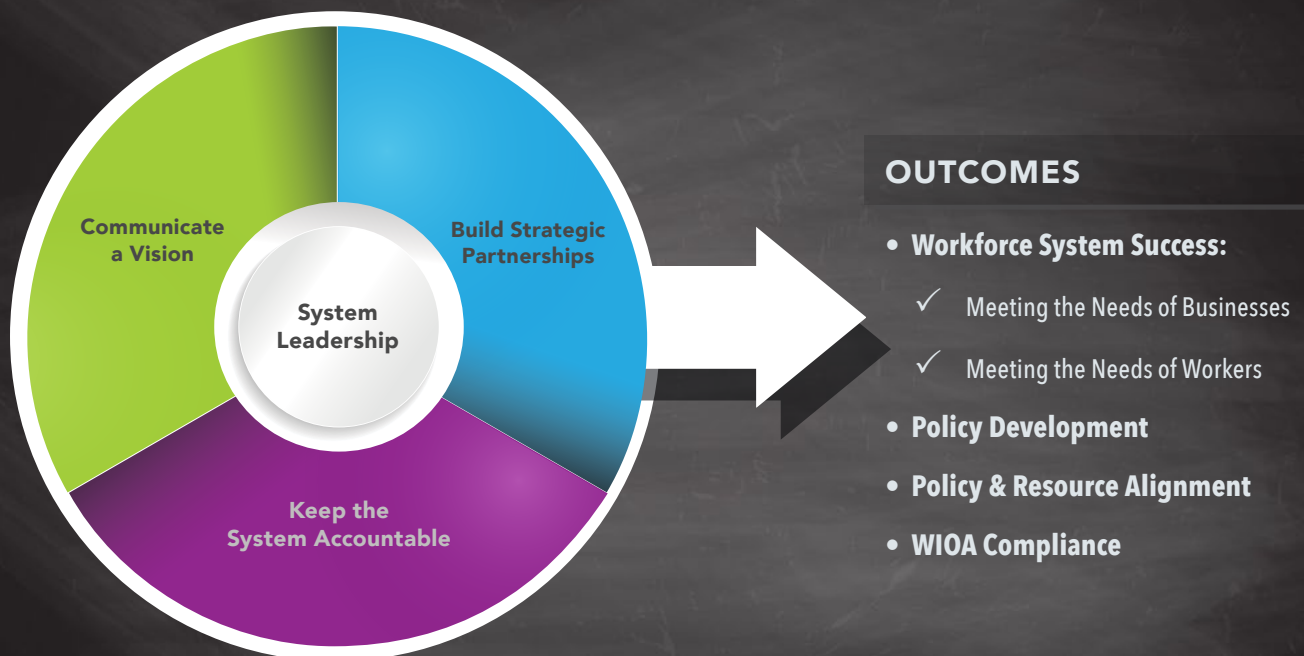 Communicate
a Vision
Build Strategic
Partnerships
System
Leadership
Keep the
System Accountable
OUTCOMES
• Workforce System Success:
✓ Meeting the Needs of Businesses
✓ Meeting the Needs of Workers
• Policy Development
• Policy & Resource Alignment
• WIOA Compliance